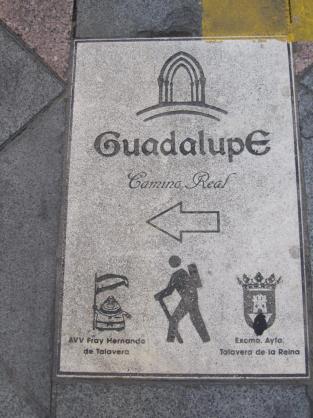 GuadalupE
Camino Real
AVV Fray Hernando
de Talavera
Excmo. Ayto.
Talavera de la Reina